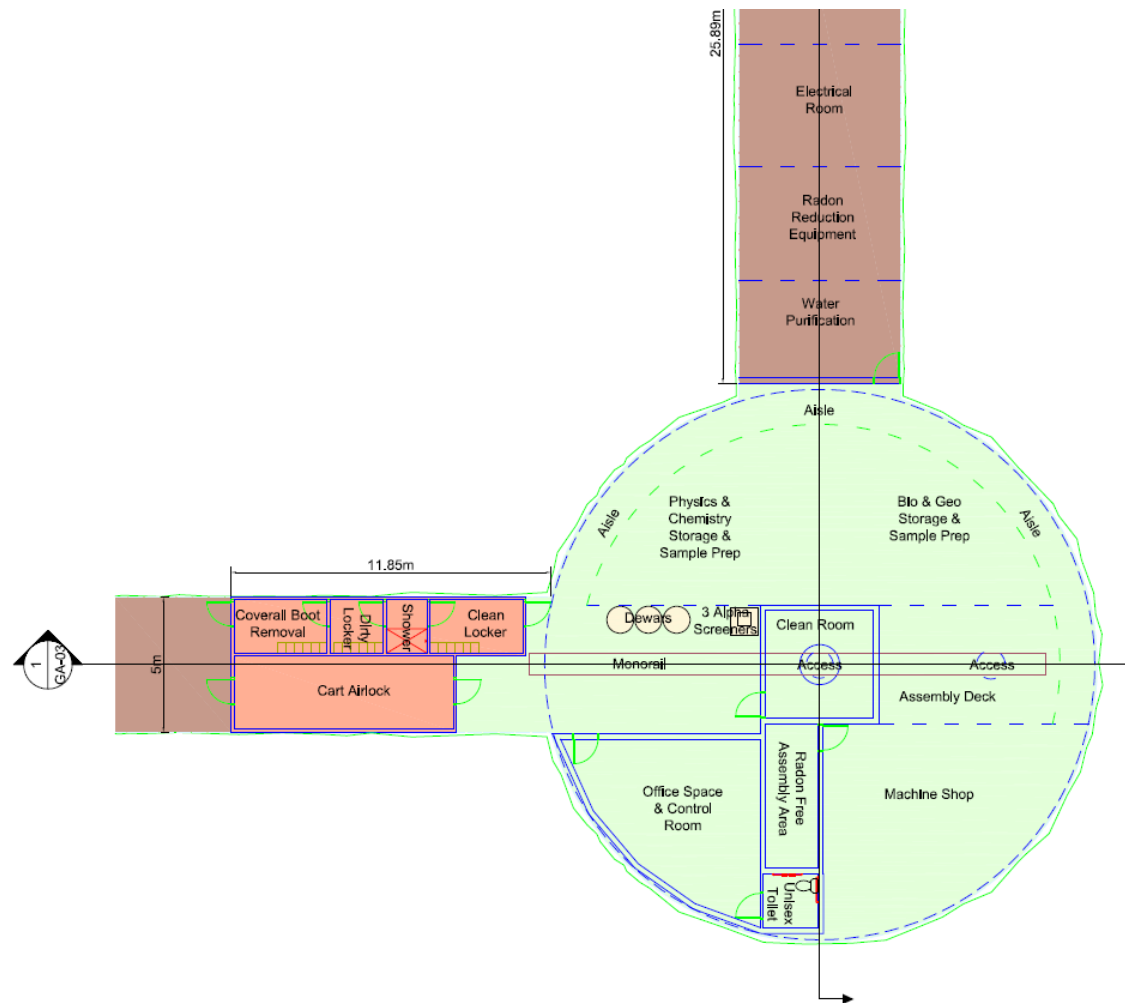 25.89m
Electrical
Room
Radon
Reduction
Equipment
Water
Purification
Aisle
Physics &
Chemistry
Storage &
Sample Prep
Bio & Geo
Storage &
Sample Prep
Aisle
Aisle
11.85m
Coverall Boot
Removal
Dirty
Locker
Shower
Clean
Locker
Dewars
3 Alpha
Screeners
Clean Room
1
GA-03
5m
Monorail
Access
Access
Cart Airlock
Assembly Deck
Office Space
& Control
Room
Radon Free
Assembly Area
Machine Shop
Unisex
Toilet